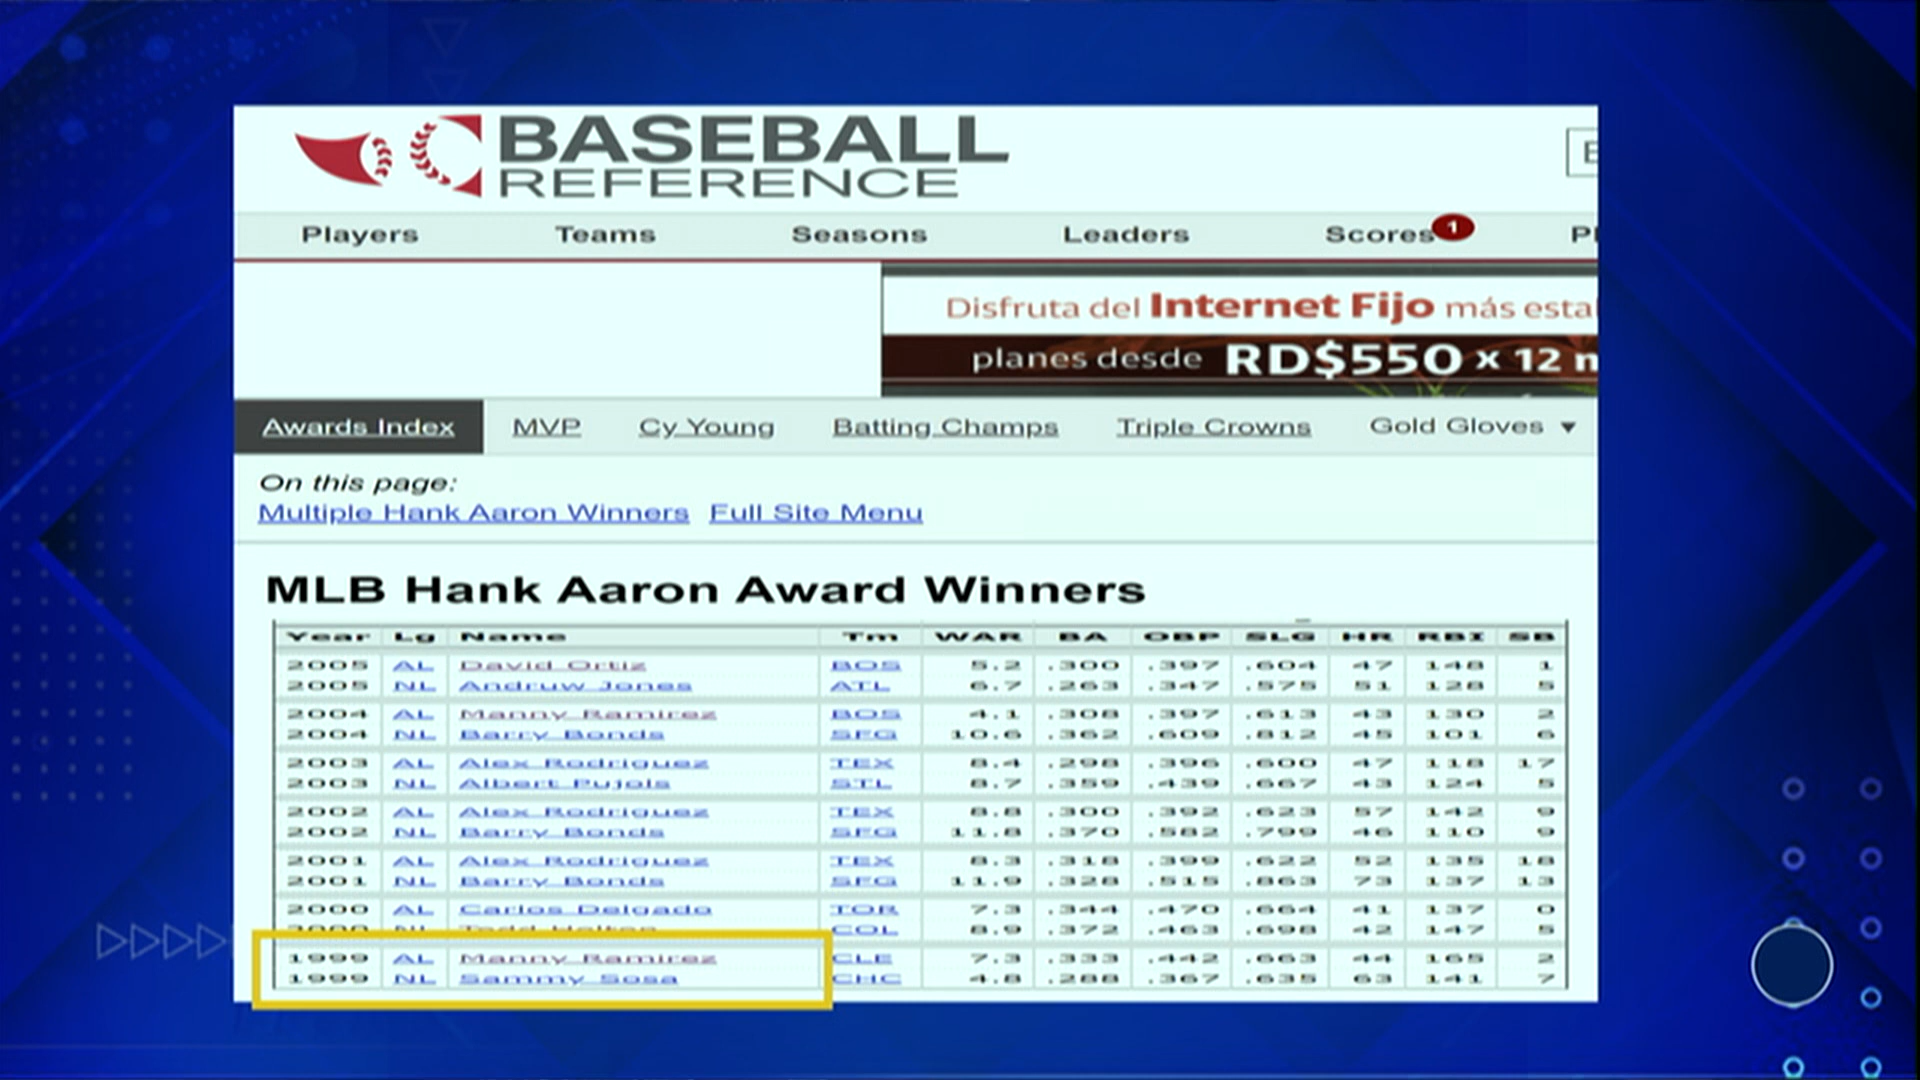 BASEBALL
REFERENCE
Players Teams Seasons Leaders Scores 1
Disfruta del Internet Fijo más
planes desde RD$550 x 12
Awards Index MVP Cy Young Batting Champs Triple Crowns Gold Gloves ▼
On this page:
Multiple Hank Aaron Winners Full Site Menu
MLB Hank Aaron Award Winners
Year Lg Name Tm WAR BA OBP SLG HR RBI SB
2005 AL David Ortiz BOS 5.2 .300 .397 .604 47 148 1
2005 NL Andruw Jones ATL 6.7 .263 .347 .575 51 128 5
2004 AL Manny Ramirez BOS 4.1 .308 .397 .613 43 130 2
2004 NL Barry Bonds SFG 10.6 .362 .609 .812 45 101 6
2003 AL Alex Rodriguez TEX 8.4 .298 .396 .600 47 118 17
2003 NL Albert Pujols STL 8.7 .359 .439 .667 43 124 5
2002 AL Alex Rodriguez TEX 8.8 .300 .392 .623 57 142 9
2002 NL Barry Bonds SFG 11.8 .370 .582 .799 46 110 9
2001 AL Alex Rodriguez TEX 8.3 .318 .399 .622 52 135 18
2001 NL Barry Bonds SFG 11.9 .328 .515 .863 73 137 13
2000 AL Carlos Delgado TOR 7.3 .344 .470 .664 41 137 0
2000 NL Todd Helton COL 8.9 .372 .463 .698 42 147 5
1999 AL Manny Ramirez CLE 7.3 .333 .442 .663 44 165 2
1999 NL Sammy Sosa CHC 4.8 .288 .367 .635 63 141 7